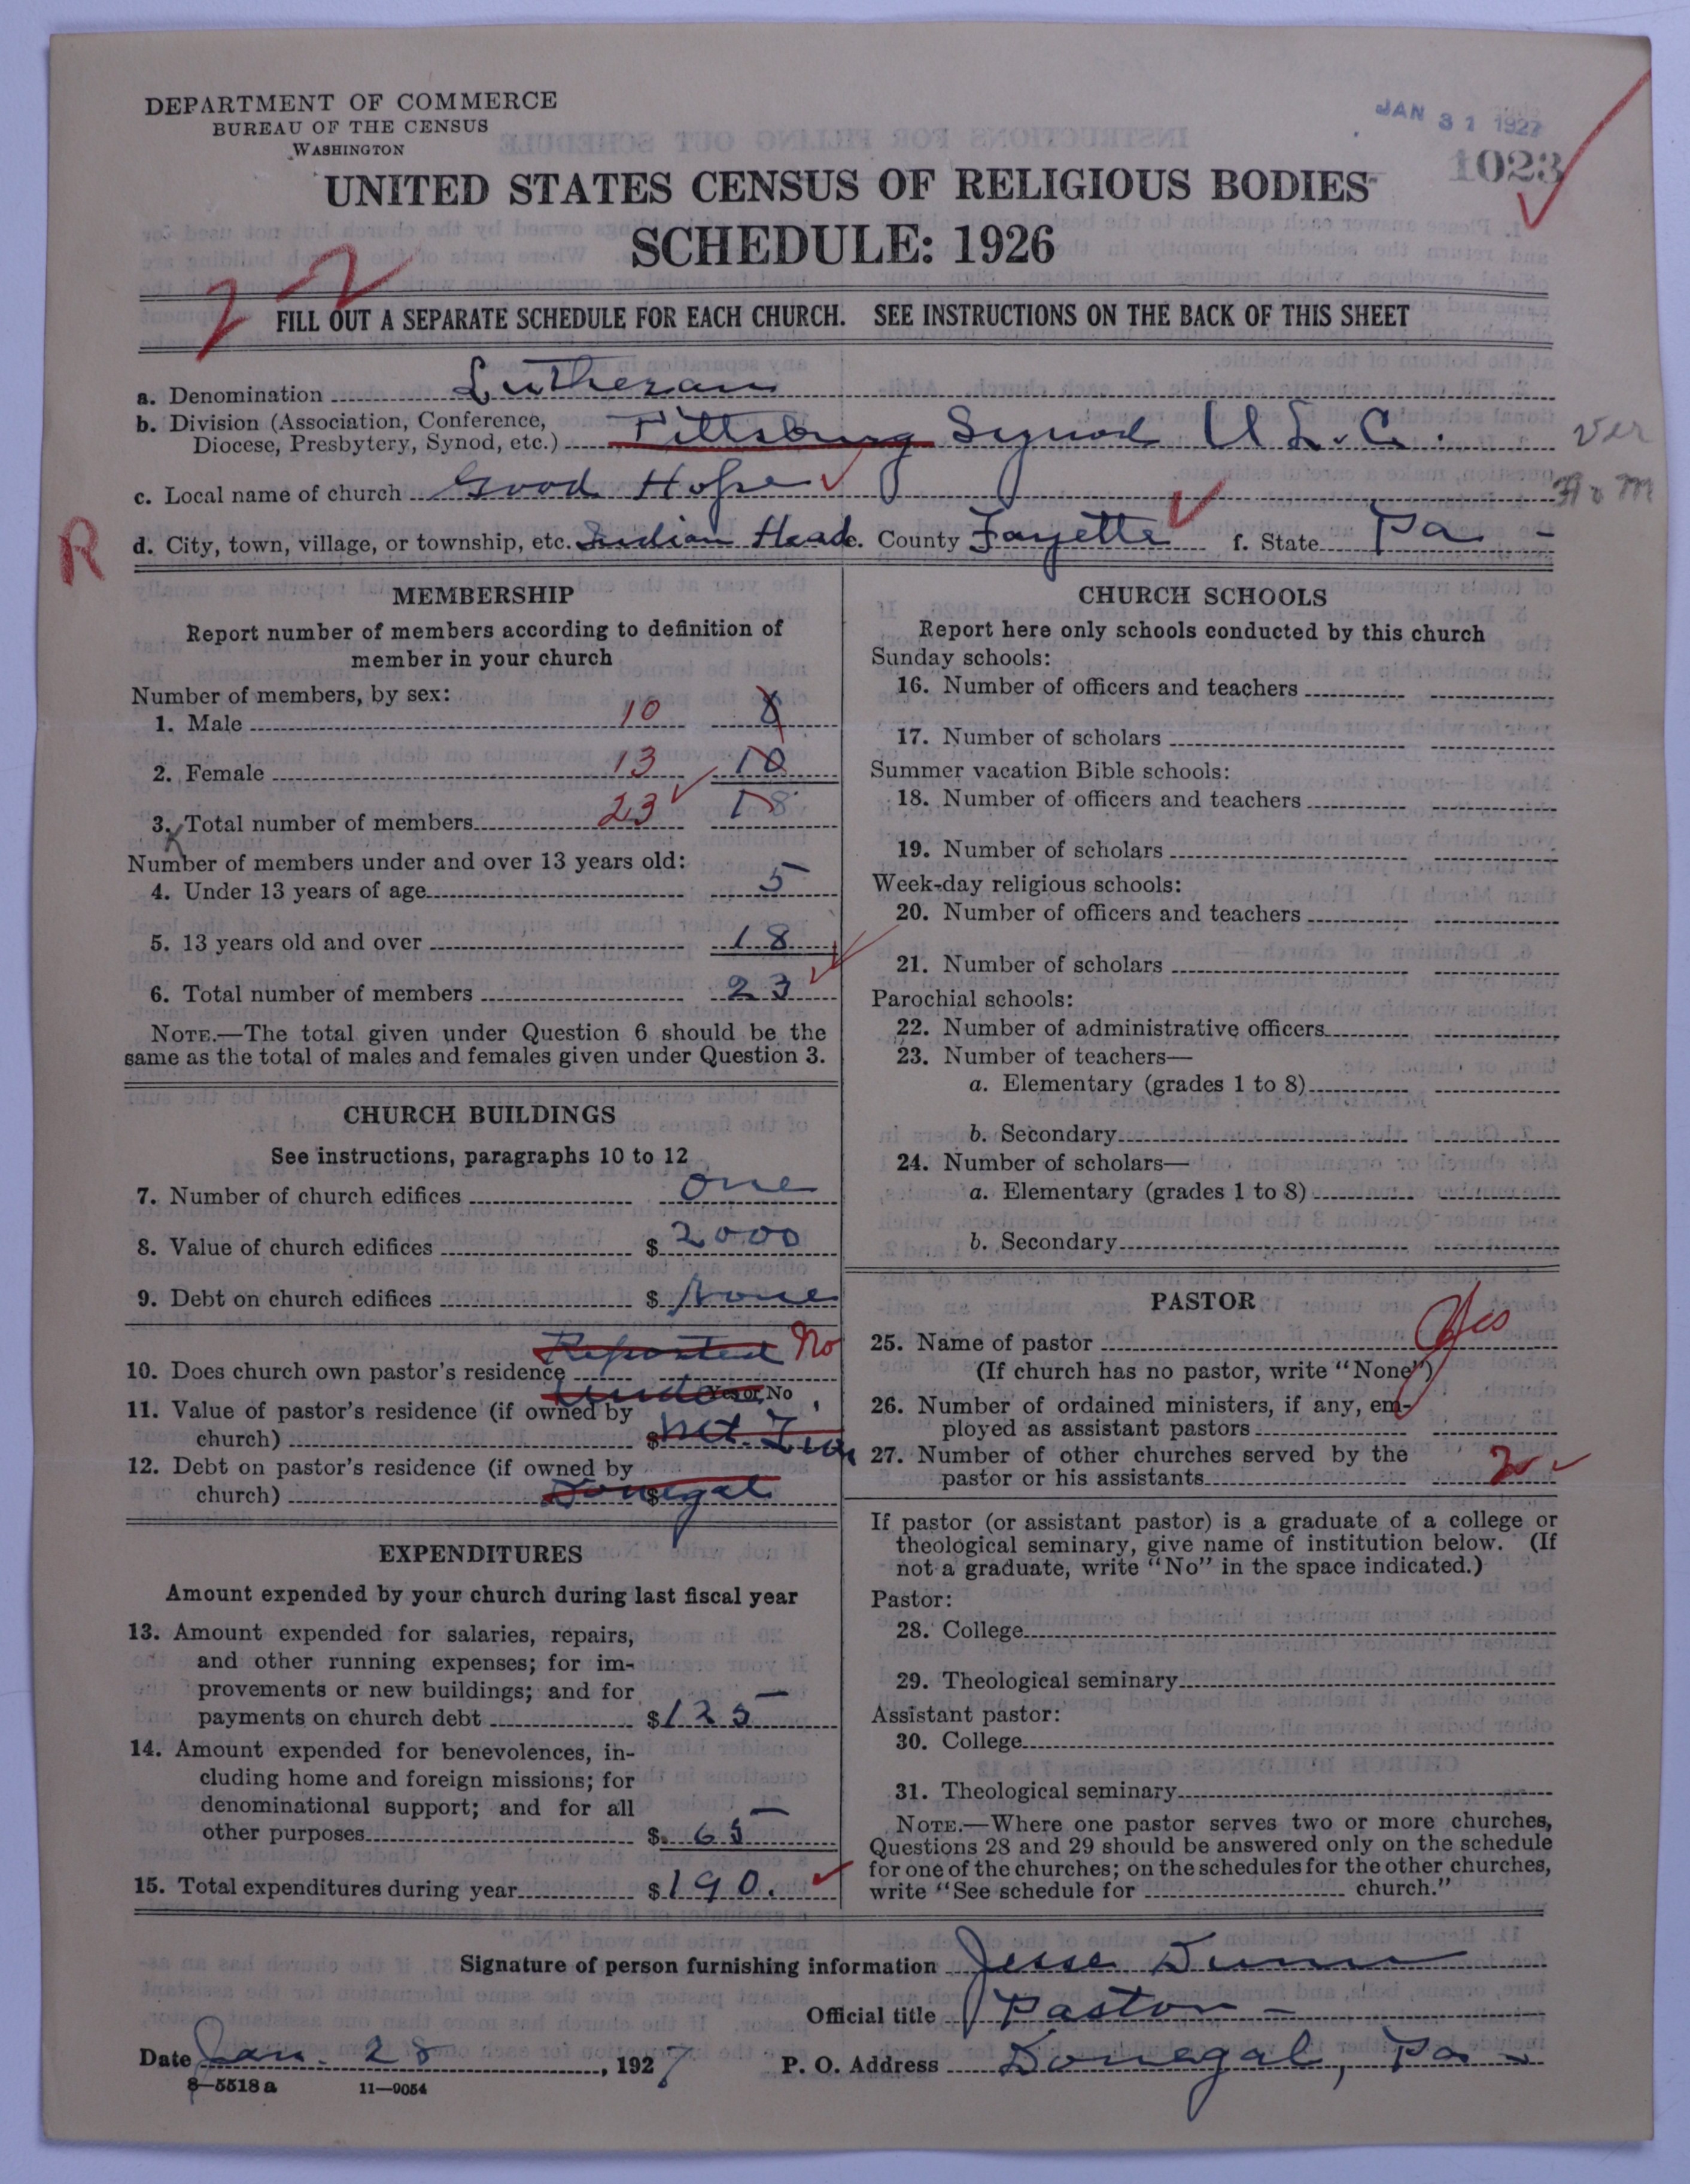 DEPARTMENT OF COMMERCE
BUREAU OF THE CENSUS
WASHINGTON
JAN 31 1927
1023
UNITED STATES CENSUS OF RELIGIOUS BODIES
SCHEDULE: 1926
22
FILL OUT A SEPARATE SCHEDULE FOR EACH CHURCH. SEE INSTRUCTIONS ON THE BACK OF THIS SHEET
a. Denomination Lutheran
b. Division (Association, Conference,
Diocese, Presbytery, Synod, etc.) Pittsburg Synod U.L.C. Ver
c. Local name of church Good Hope
R
d. City, town, village, or township, etc. Indian Head e. County Fayette f. State Pa
MEMBERSHIP
Report number of members according to definition of
member in your church
Number of members, by sex:
1. Male 10 8
2. Female 13 10
3. Total number of members 23 18
Number of members under and over 13 years old:
4. Under 13 years of age 5
5. 13 years old and over 18
6. Total number of members 23
NOTE.—The total given under Question 6 should be the
same as the total of males and females given under Question 3.
CHURCH BUILDINGS
See instructions, paragraphs 10 to 12
7. Number of church edifices One
8. Value of church edifices $ 2000
9. Debt on church edifices $ None
Reported No
10. Does church own pastor's residence
Under Yes or No
11. Value of pastor's residence (if owned by
church) $ Mt. Zion
12. Debt on pastor's residence (if owned by
church) $ Donegal
EXPENDITURES
Amount expended by your church during last fiscal year
13. Amount expended for salaries, repairs,
and other running expenses; for im-
provements or new buildings; and for
payments on church debt $ 125
14. Amount expended for benevolences, in-
cluding home and foreign missions; for
denominational support; and for all
other purposes $ 65
15. Total expenditures during year $ 190.
CHURCH SCHOOLS
Report here only schools conducted by this church
Sunday schools:
16. Number of officers and teachers
17. Number of scholars
Summer vacation Bible schools:
18. Number of officers and teachers
19. Number of scholars
Week-day religious schools:
20. Number of officers and teachers
21. Number of scholars
Parochial schools:
22. Number of administrative officers
23. Number of teachers—
a. Elementary (grades 1 to 8)
b. Secondary
24. Number of scholars—
a. Elementary (grades 1 to 8)
b. Secondary
PASTOR
25. Name of pastor Yes
(If church has no pastor, write "None")
26. Number of ordained ministers, if any, em-
ployed as assistant pastors
27. Number of other churches served by the
pastor or his assistants 2
If pastor (or assistant pastor) is a graduate of a college or
theological seminary, give name of institution below. (If
not a graduate, write "No" in the space indicated.)
Pastor:
28. College
29. Theological seminary
Assistant pastor:
30. College
31. Theological seminary
NOTE.—Where one pastor serves two or more churches,
Questions 28 and 29 should be answered only on the schedule
for one of the churches; on the schedules for the other churches,
write "See schedule for church."
Signature of person furnishing information Jesse Dunn
Official title Pastor
Date Jan. 28, 1927 P. O. Address Donegal, Pa
8—5518 a 11—9054